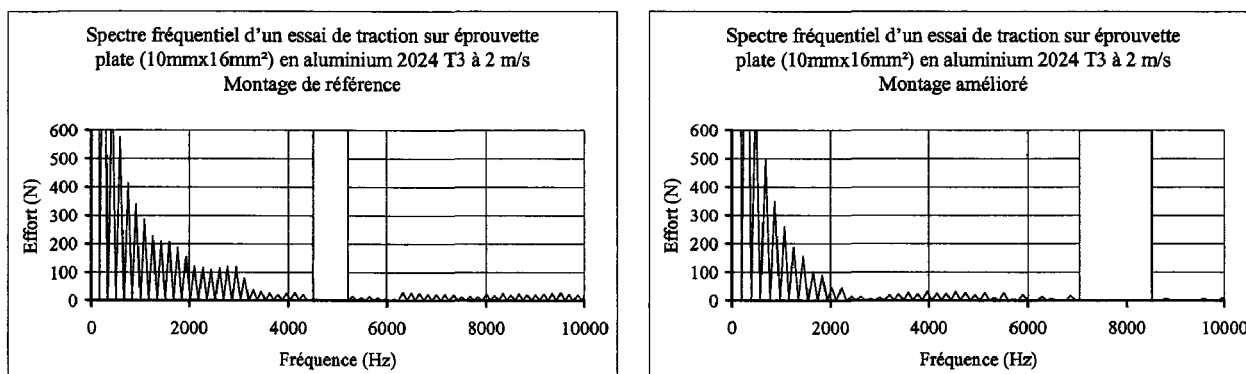 Spectre fréquentiel d'un essai de traction sur éprouvette
plate (10mmx16mm²) en aluminium 2024 T3 à 2 m/s
Montage de référence
600
500
400
300
200
100
0
Effort (N)
0 2000 4000 6000 8000 10000
Fréquence (Hz)
Spectre fréquentiel d'un essai de traction sur éprouvette
plate (10mmx16mm²) en aluminium 2024 T3 à 2 m/s
Montage amélioré
600
500
400
300
200
100
0
Effort (N)
0 2000 4000 6000 8000 10000
Fréquence (Hz)